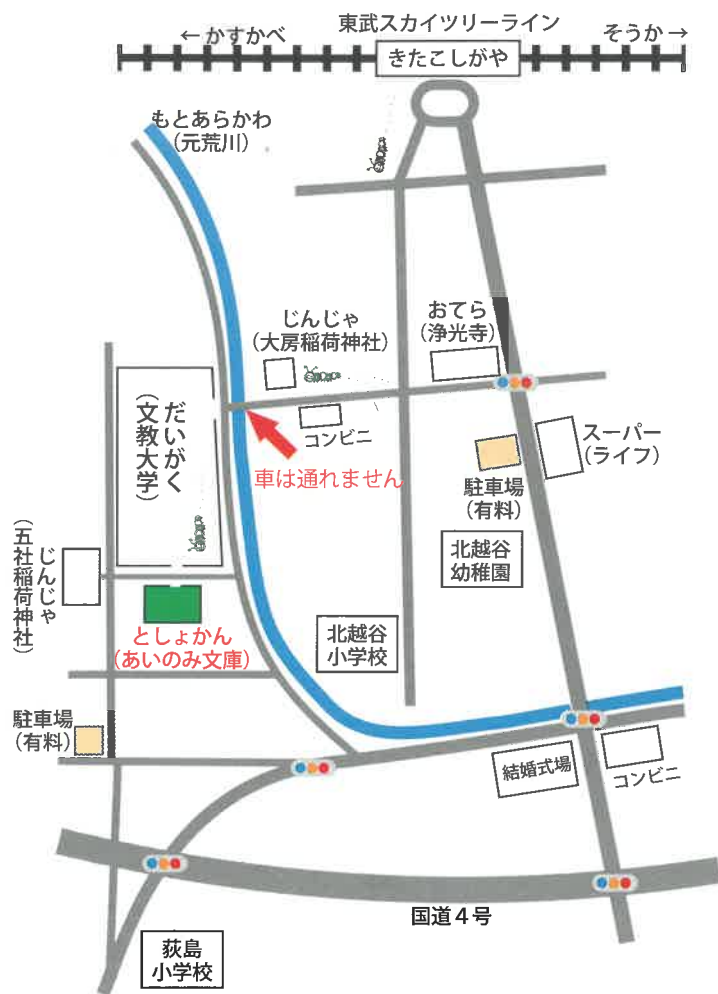 東武スカイツリーライン
← かすかべ
そうか →
きたこしがや
もとあらかわ
(元荒川)
じんじゃ
(大房稲荷神社)
おてら
(浄光寺)
コンビニ
車は通れません
スーパー
(ライフ)
駐車場
(有料)
だいがく
(文教大学)
北越谷
幼稚園
じんじゃ
(五社稲荷神社)
としょかん
(あいのみ文庫)
北越谷
小学校
駐車場
(有料)
結婚式場
コンビニ
国道4号
荻島
小学校